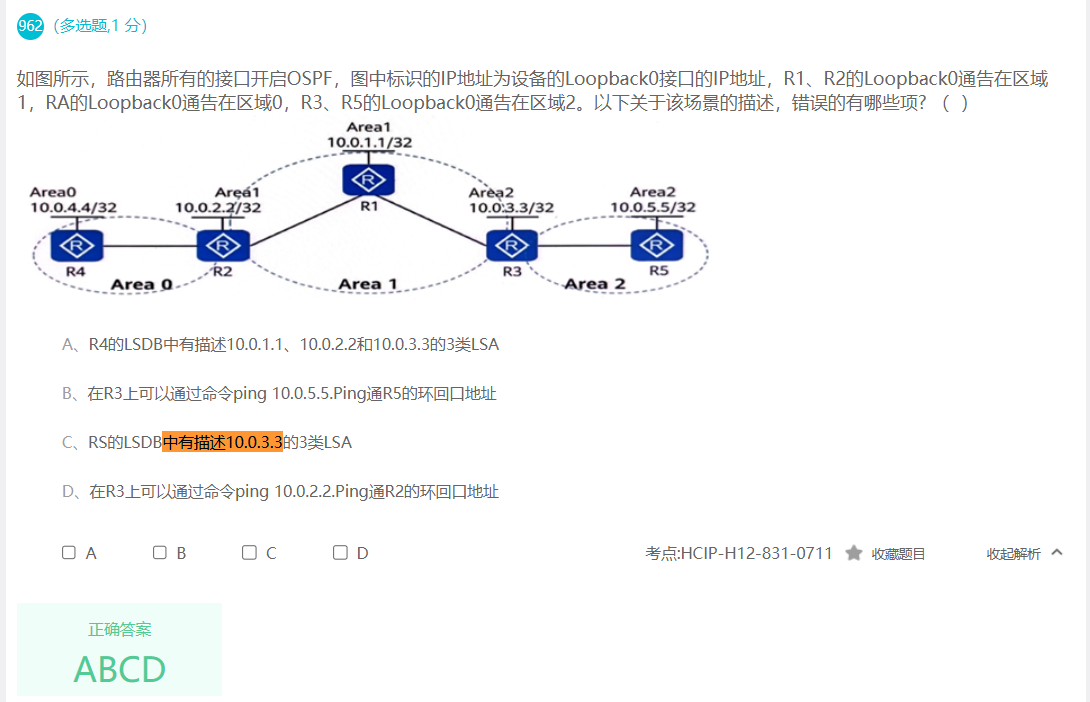 962 (多选题,1 分)
如图所示，路由器所有的接口开启OSPF，图中标识的IP地址为设备的Loopback0接口的IP地址，R1、R2的Loopback0通告在区域
1，RA的Loopback0通告在区域0，R3、R5的Loopback0通告在区域2。以下关于该场景的描述，错误的有哪些项？（ ）
Area1
10.0.1.1/32
R1
Area0
10.0.4.4/32
R4
Area1
10.0.2.2/32
R2
Area2
10.0.3.3/32
R3
Area2
10.0.5.5/32
R5
Area 0
Area 1
Area 2
A、R4的LSDB中有描述10.0.1.1、10.0.2.2和10.0.3.3的3类LSA
B、在R3上可以通过命令ping 10.0.5.5.Ping通R5的环回口地址
C、RS的LSDB中有描述10.0.3.3的3类LSA
D、在R3上可以通过命令ping 10.0.2.2.Ping通R2的环回口地址
A B C D 考点:HCIP-H12-831-0711 收藏题目 收起解析
正确答案
ABCD